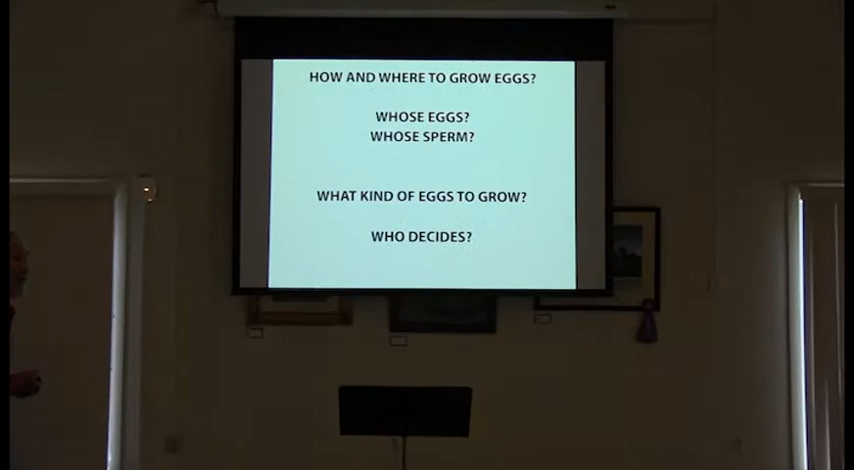 HOW AND WHERE TO GROW EGGS?
WHOSE EGGS?
WHOSE SPERM?
WHAT KIND OF EGGS TO GROW?
WHO DECIDES?